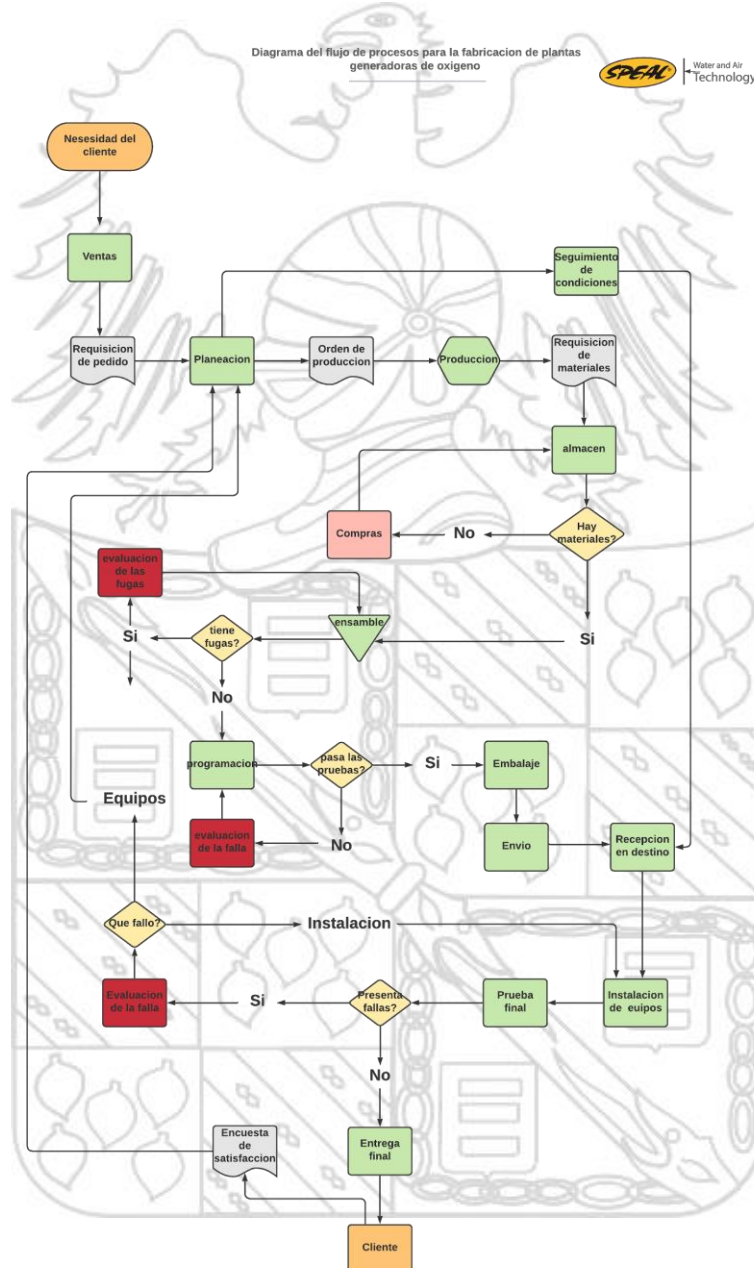 Diagrama del flujo de procesos para la fabricacion de plantas
generadoras de oxigeno
SPEAL
Water and Air
Technology
Nesesidad del
cliente
Ventas
Seguimiento
de
condiciones
Requisicion
de pedido
Planeacion
Orden de
produccion
Produccion
Requisicion
de
materiales
almacen
Compras
No
Hay
materiales?
evaluacion
de las
fugas
Si
tiene
fugas?
ensamble
Si
No
programacion
pasa las
pruebas?
Si
Embalaje
Equipos
evaluacion
de la falla
No
Envio
Recepcion
en destino
Que fallo?
Instalacion
Evaluacion
de la falla
Si
Presenta
fallas?
Prueba
final
Instalacion
de euipos
No
Encuesta
de
satisfaccion
Entrega
final
Cliente